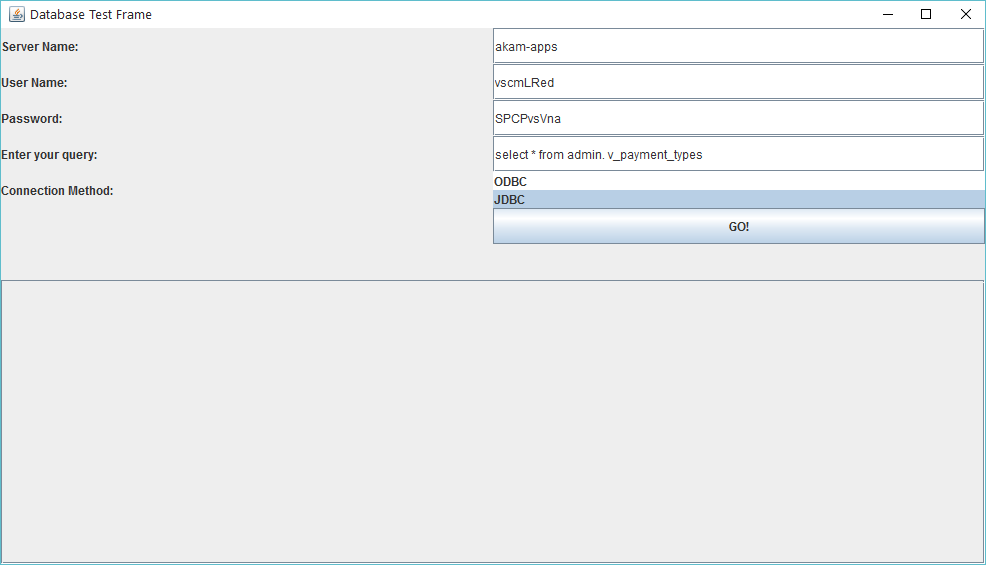 Database Test Frame
Server Name: akam-apps
User Name: vscmLRed
Password: SPCPvsVna
Enter your query: select * from admin. v_payment_types
Connection Method: ODBC
JDBC
GO!